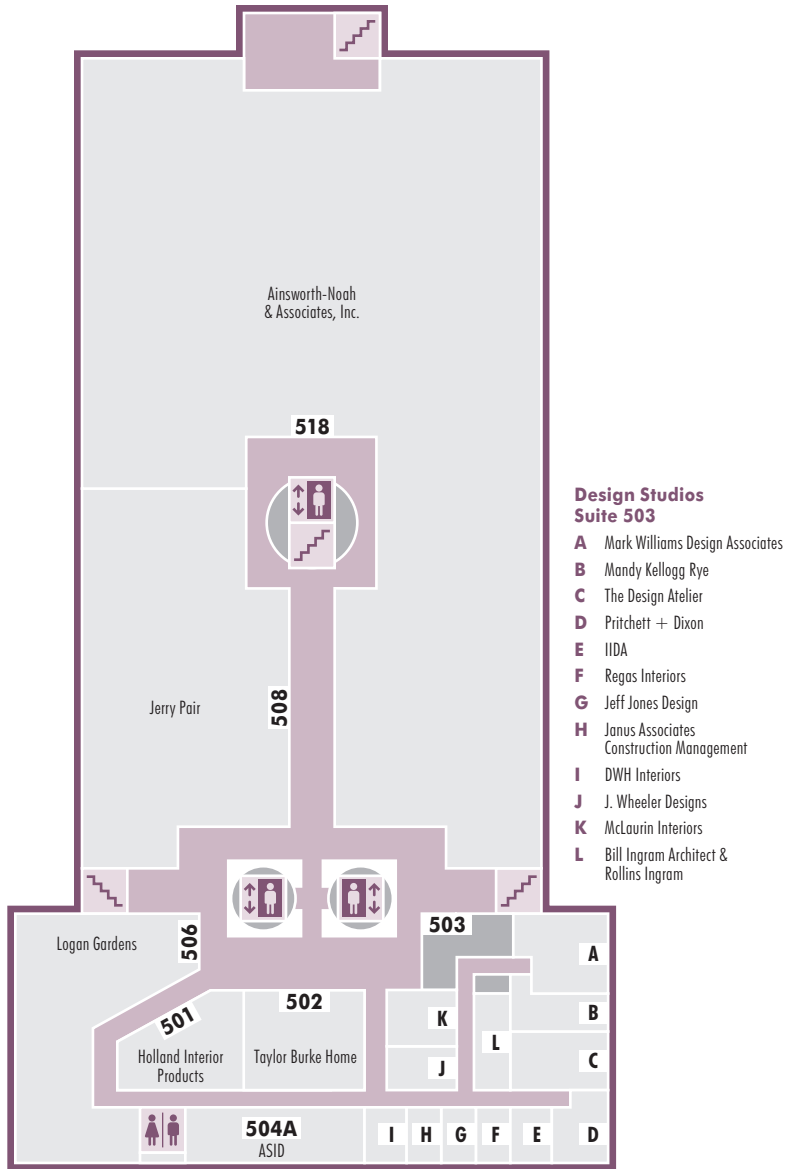 Ainsworth-Noah
& Associates, Inc.
518
Jerry Pair
508
Logan Gardens
506
501
Holland Interior
Products
502
Taylor Burke Home
503
A
B
C
K
J
L
504A
ASID
I
H
G
F
E
D
Design Studios
Suite 503
A Mark Williams Design Associates
B Mandy Kellogg Rye
C The Design Atelier
D Pritchett + Dixon
E IIDA
F Regas Interiors
G Jeff Jones Design
H Janus Associates
Construction Management
I DWH Interiors
J J. Wheeler Designs
K McLaurin Interiors
L Bill Ingram Architect &
Rollins Ingram